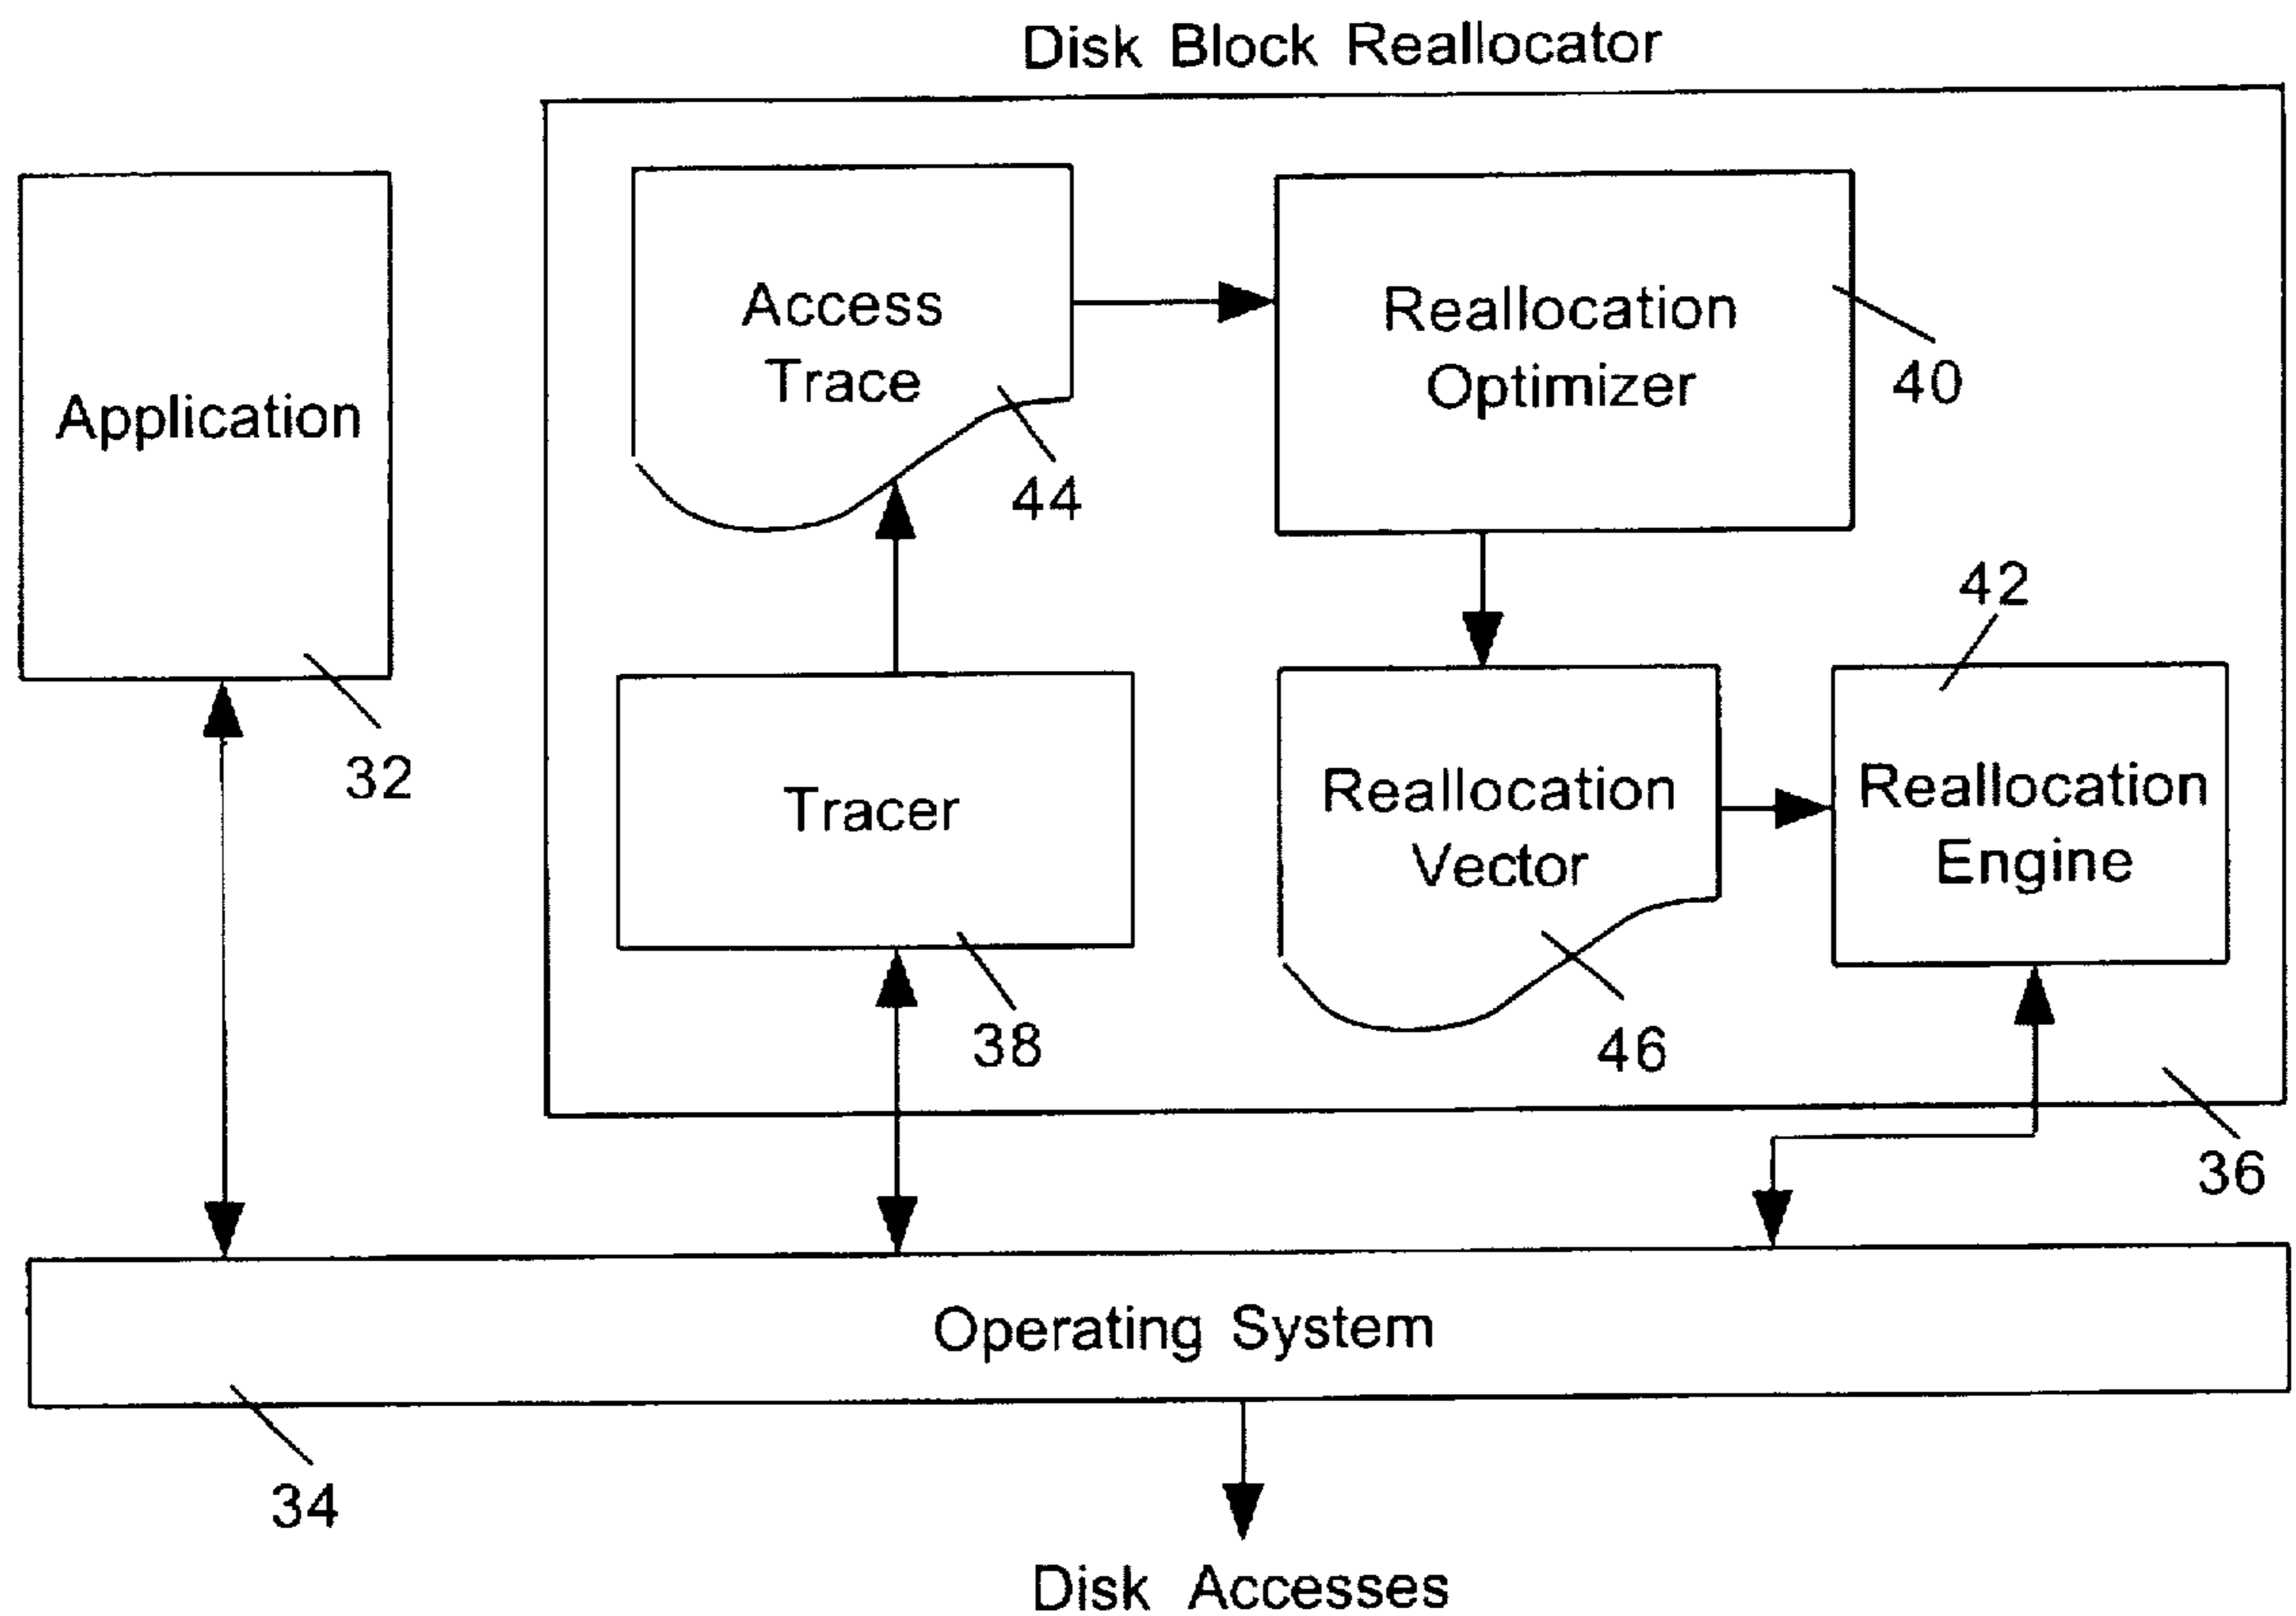 Disk Block Reallocator
Application
32
Access
Trace
44
Reallocation
Optimizer
40
Tracer
38
Reallocation
Vector
46
42
Reallocation
Engine
36
Operating System
34
Disk Accesses